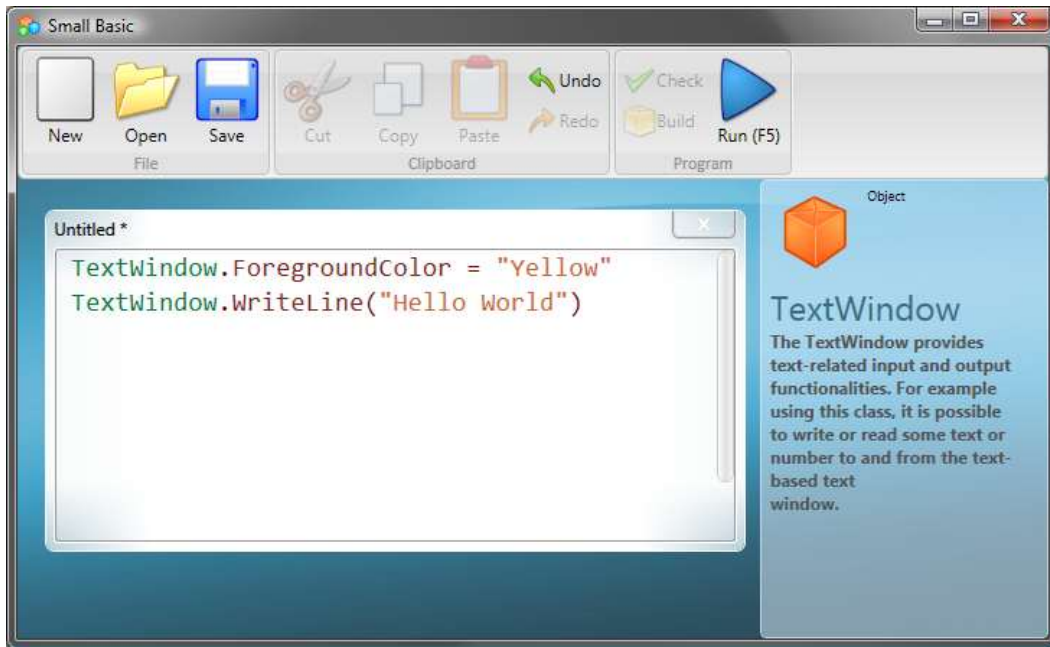 Small Basic
New
Open
Save
File
Cut
Copy
Paste
Undo
Redo
Clipboard
Check
Build
Run (F5)
Program
Untitled *
TextWindow.ForegroundColor = "Yellow"
TextWindow.WriteLine("Hello World")
Object
TextWindow
The TextWindow provides
text-related input and output
functionalities. For example
using this class, it is possible
to write or read some text or
number to and from the text-
based text
window.